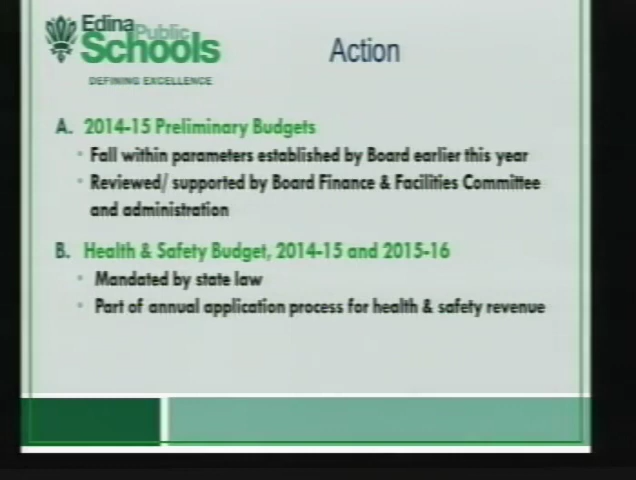 Edina Public
Schools
DEFINING EXCELLENCE
Action
A. 2014-15 Preliminary Budgets
• Fall within parameters established by Board earlier this year
• Reviewed/ supported by Board Finance & Facilities Committee
and administration
B. Health & Safety Budget, 2014-15 and 2015-16
• Mandated by state law
• Part of annual application process for health & safety revenue